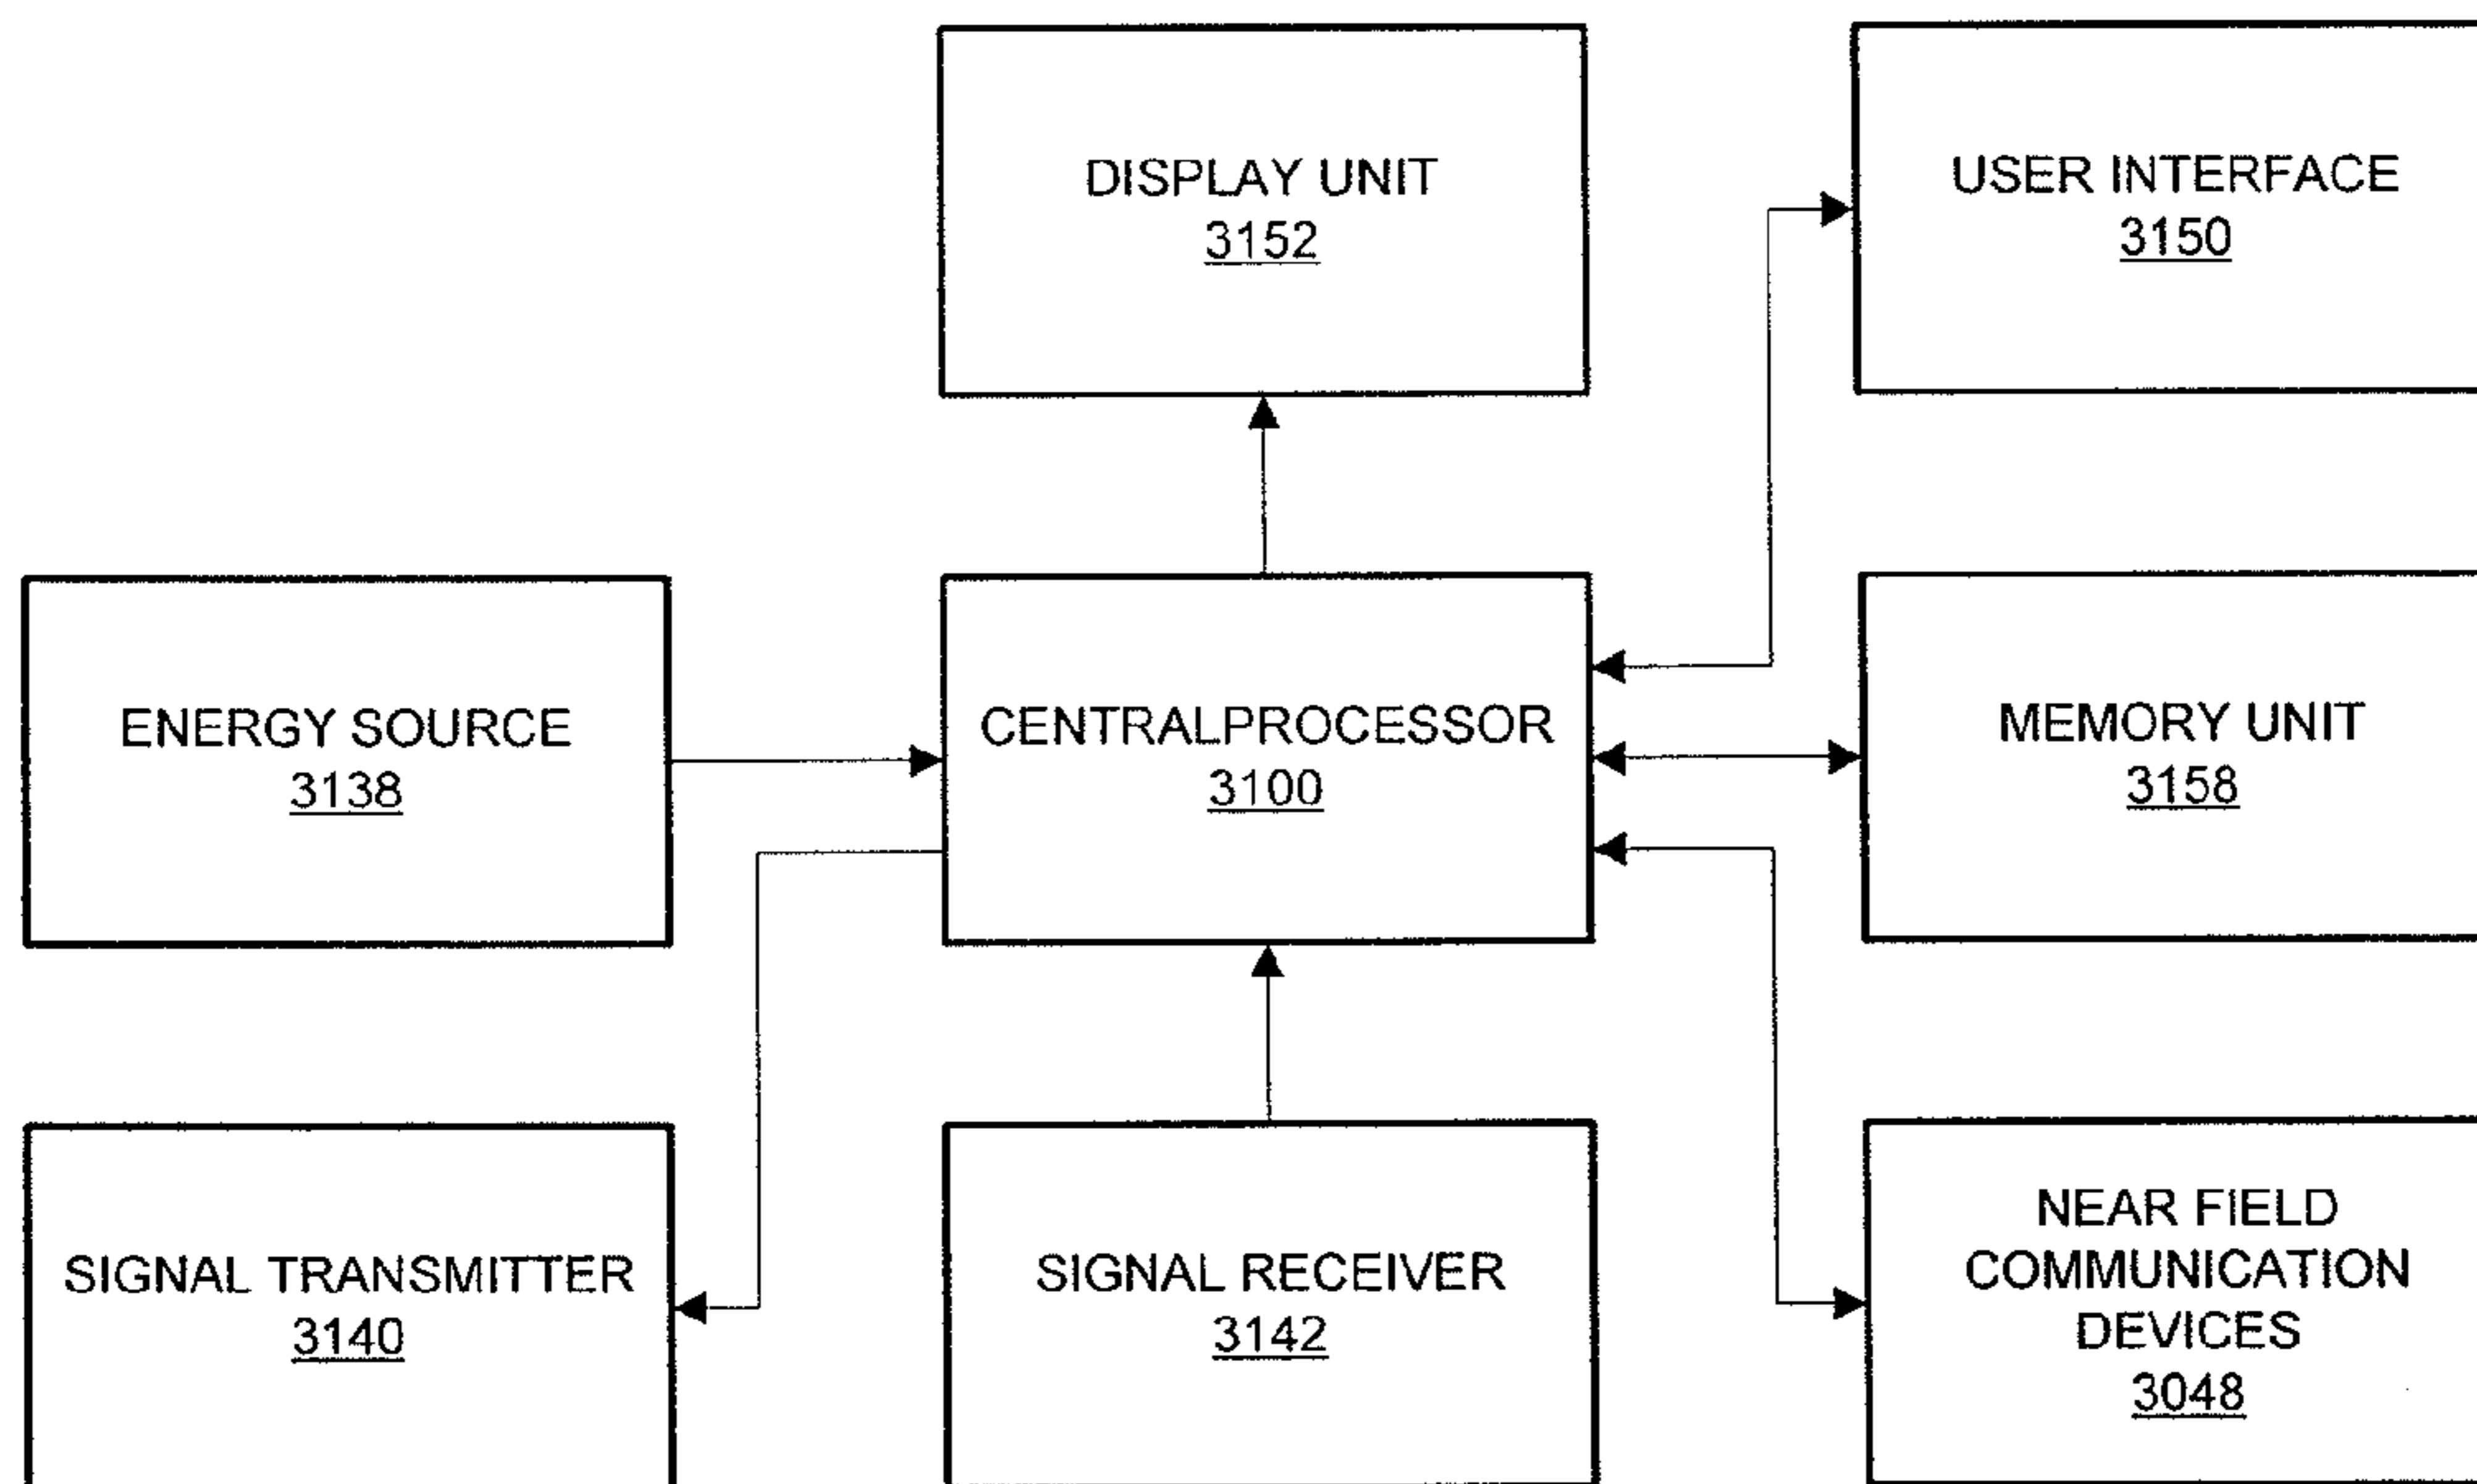 DISPLAY UNIT
3152
USER INTERFACE
3150
ENERGY SOURCE
3138
CENTRALPROCESSOR
3100
MEMORY UNIT
3158
SIGNAL TRANSMITTER
3140
SIGNAL RECEIVER
3142
NEAR FIELD
COMMUNICATION
DEVICES
3048